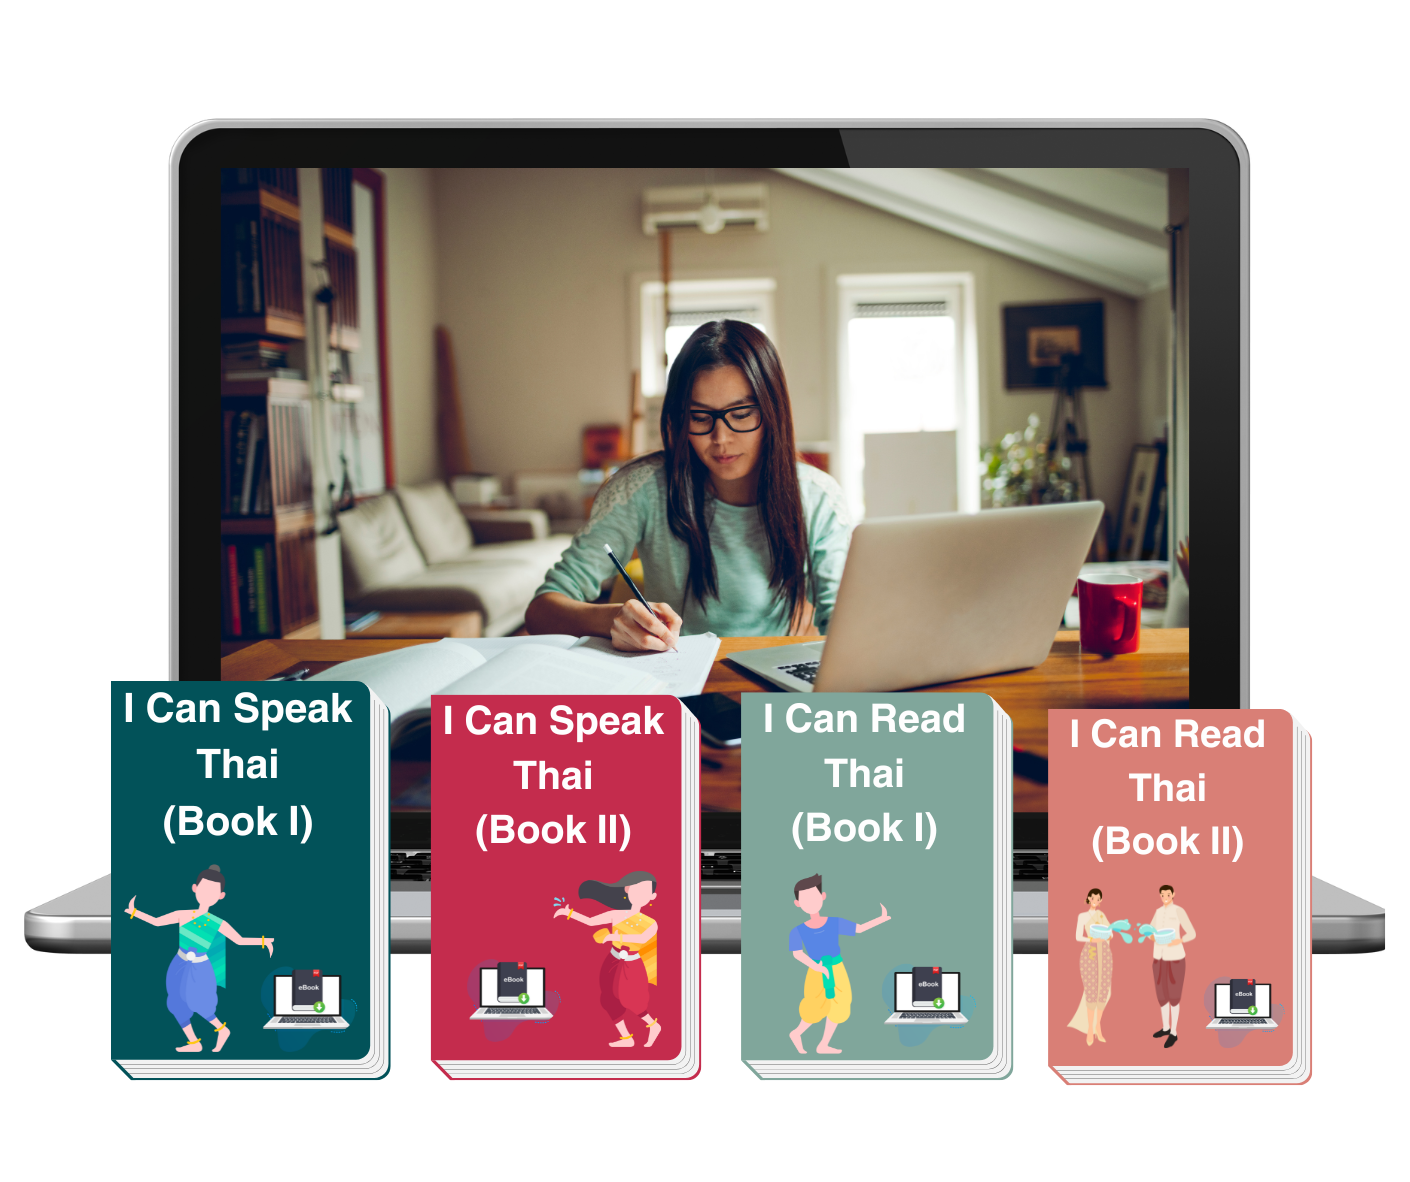 I Can Speak
Thai
(Book I)
I Can Speak
Thai
(Book II)
I Can Read
Thai
(Book I)
I Can Read
Thai
(Book II)
eBook
eBook
eBook
eBook